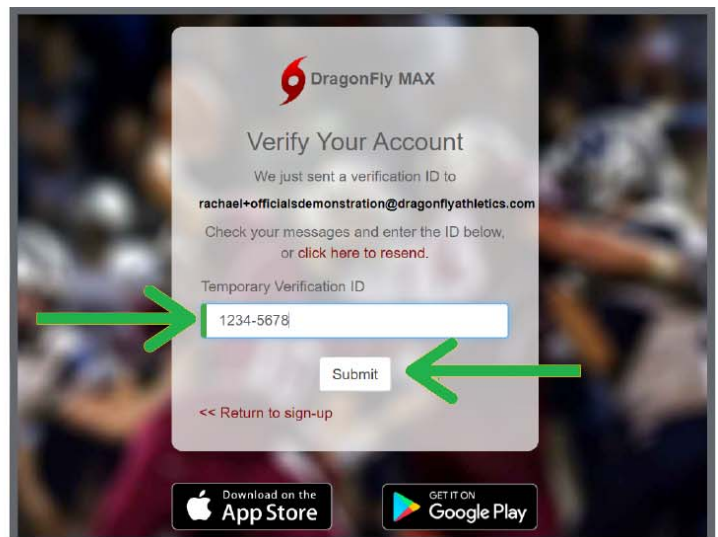 DragonFly MAX
Verify Your Account
We just sent a verification ID to
rachael+officialsdemonstration@dragonflyathletics.com
Check your messages and enter the ID below,
or click here to resend.
Temporary Verification ID
1234-5678
Submit
<< Return to sign-up
Download on the
App Store
GET IT ON
Google Play